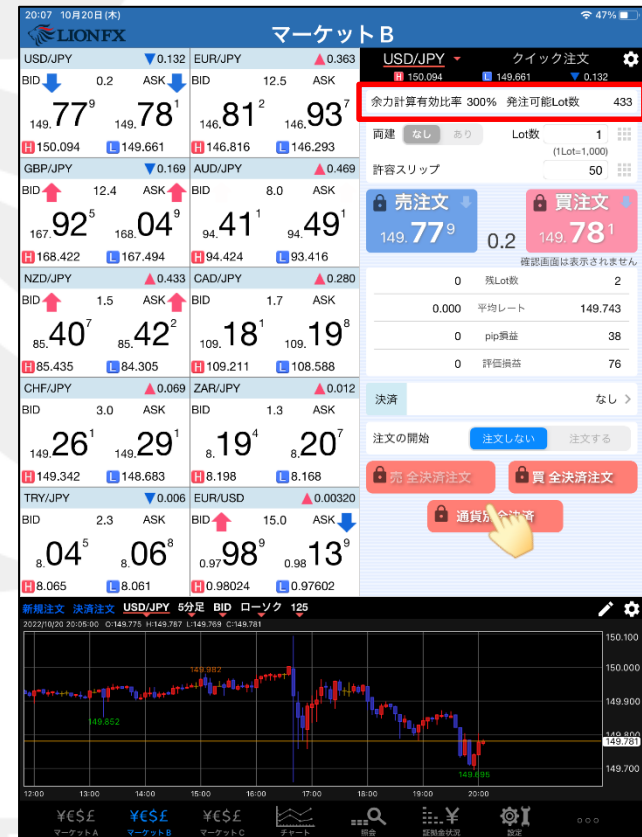 20:07 10月20日(木)
47%
LION FX
マーケットB
USD/JPY ▼0.132 EUR/JPY ▲0.363
BID 0.2 ASK BID 12.5 ASK
149.77⁹ 149.78¹ 146.81² 146.93⁷
H 150.094 L 149.661 H 146.816 L 146.293
GBP/JPY ▼0.169 AUD/JPY ▲0.469
BID 12.4 ASK BID 8.0 ASK
167.92⁵ 168.04⁹ 94.41¹ 94.49¹
H 168.422 L 167.494 H 94.424 L 93.416
NZD/JPY ▲0.433 CAD/JPY ▲0.280
BID 1.5 ASK BID 1.7 ASK
85.40⁷ 85.42² 109.18¹ 109.19⁸
H 85.435 L 84.305 H 109.211 L 108.588
CHF/JPY ▲0.069 ZAR/JPY ▲0.012
BID 3.0 ASK BID 1.3 ASK
149.26¹ 149.29¹ 8.19⁴ 8.20⁷
H 149.342 L 148.683 H 8.198 L 8.168
TRY/JPY ▼0.006 EUR/USD ▲0.00320
BID 2.3 ASK BID 15.0 ASK
8.04⁵ 8.06⁸ 0.9798⁹ 0.9813⁹
H 8.065 L 8.061 H 0.98024 L 0.97602
USD/JPY クイック注文
H 150.094 L 149.661 ▼0.132
余力計算有効比率 300% 発注可能Lot数 433
両建 なし あり Lot数 1
(1Lot=1,000)
許容スリップ 50
売注文 買注文
149.77⁹ 0.2 149.78¹
確認画面は表示されません
0 残Lot数 2
0.000 平均レート 149.743
0 pip損益 38
0 評価損益 76
決済 なし >
注文の開始 注文しない 注文する
売 全決済注文 買 全決済注文
通貨別全決済
新規注文 決済注文 USD/JPY 5分足 BID ローソク 125
2022/10/20 20:05:00 O:149.775 H:149.787 L:149.769 C:149.781
150.100
150.000
149.982
149.900
149.852
149.800
149.781
149.700
149.695
12:00 13:00 14:00 15:00 16:00 17:00 18:00 19:00 20:00
¥€$£ ¥€$£ ¥€$£
マーケットA マーケットB マーケットC チャート 照会 証拠金状況 設定